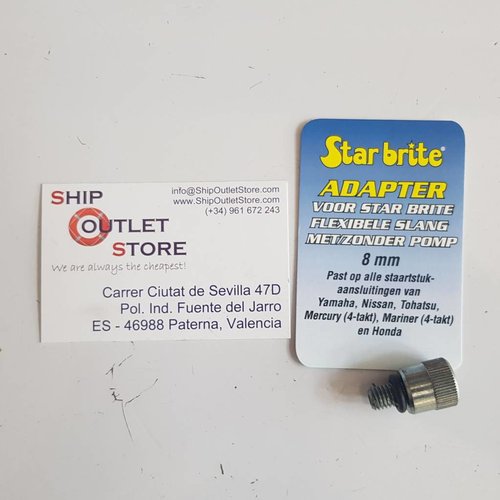 info@ShipOutletStore.com
www.ShipOutletStore.com
(+34) 961 672 243
SHIP
OUTLET
STORE
We are always the cheapest!
Carrer Ciutat de Sevilla 47D
Pol. Ind. Fuente del Jarro
ES - 46988 Paterna, Valencia
Star brite®
ADAPTER
VOOR STAR BRITE
FLEXIBELE SLANG
MET/ZONDER POMP
8 mm
Past op alle staartstuk-
aansluitingen van
Yamaha, Nissan, Tohatsu,
Mercury (4-takt), Mariner (4-takt)
en Honda